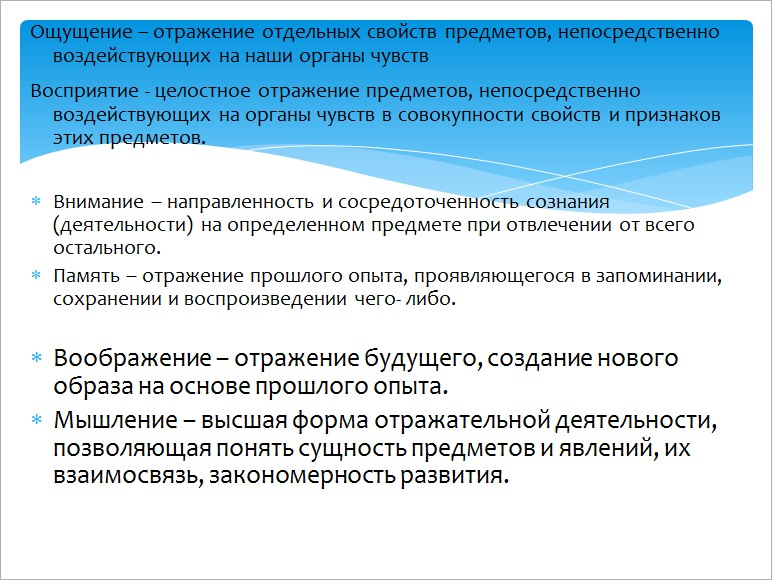 Ощущение – отражение отдельных свойств предметов, непосредственно
воздействующих на наши органы чувств
Восприятие - целостное отражение предметов, непосредственно
воздействующих на органы чувств в совокупности свойств и признаков
этих предметов.
Внимание – направленность и сосредоточенность сознания
(деятельности) на определенном предмете при отвлечении от всего
остального.
Память – отражение прошлого опыта, проявляющегося в запоминании,
сохранении и воспроизведении чего- либо.
Воображение – отражение будущего, создание нового
образа на основе прошлого опыта.
Мышление – высшая форма отражательной деятельности,
позволяющая понять сущность предметов и явлений, их
взаимосвязь, закономерность развития.